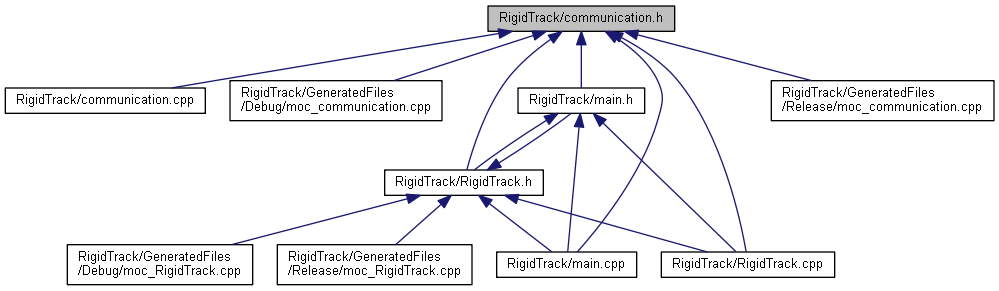 RigidTrack/communication.h
RigidTrack/communication.cpp
RigidTrack/GeneratedFiles
/Debug/moc_communication.cpp
RigidTrack/main.h
RigidTrack/GeneratedFiles
/Release/moc_communication.cpp
RigidTrack/RigidTrack.h
RigidTrack/GeneratedFiles
/Debug/moc_RigidTrack.cpp
RigidTrack/GeneratedFiles
/Release/moc_RigidTrack.cpp
RigidTrack/main.cpp
RigidTrack/RigidTrack.cpp